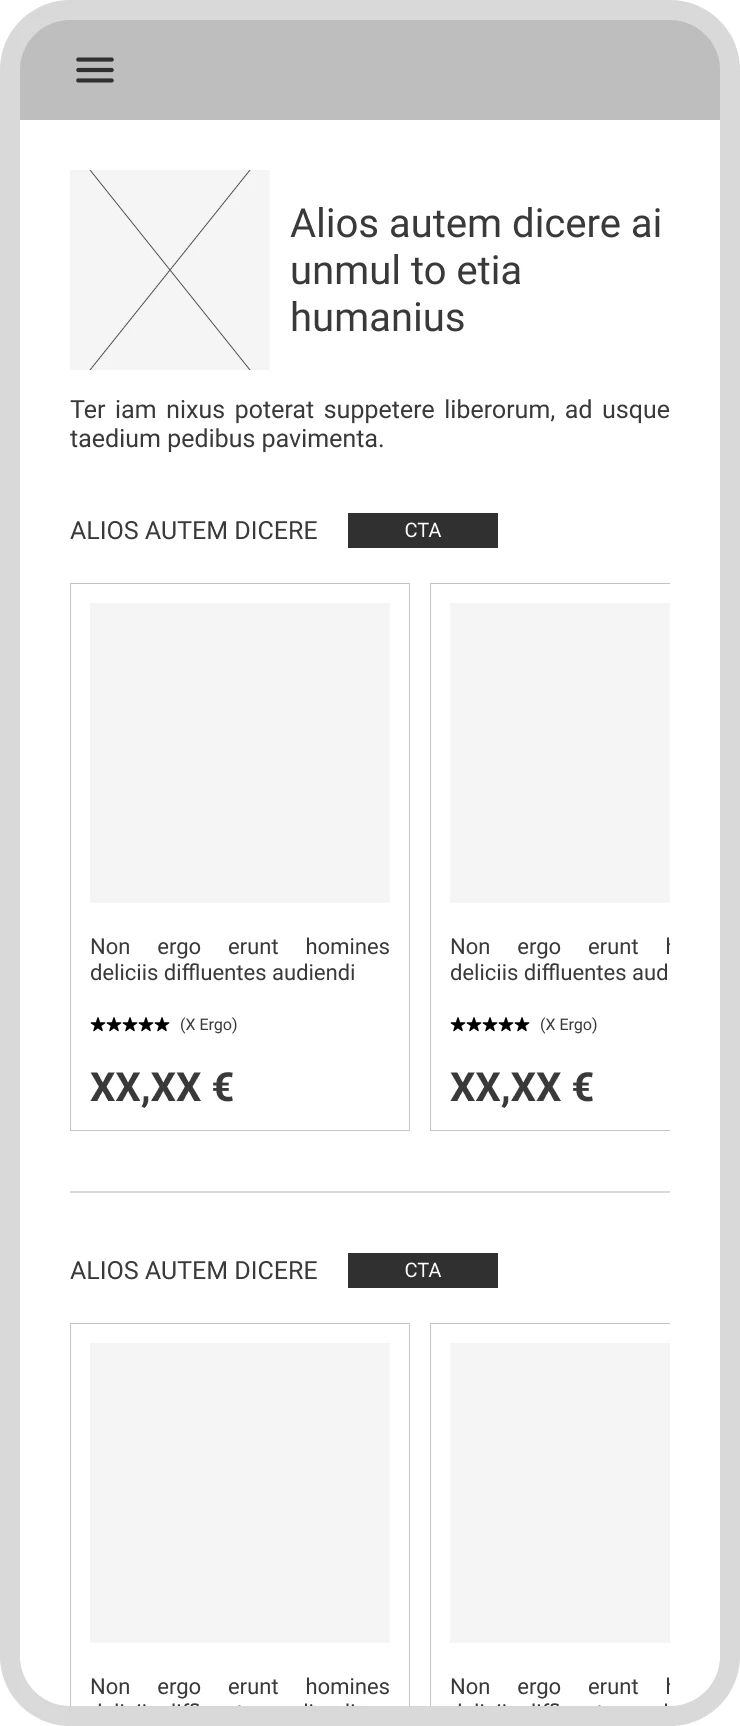 Alios autem dicere ai
unmul to etia
humanius
Ter iam nixus poterat suppetere liberorum, ad usque
taedium pedibus pavimenta.
ALIOS AUTEM DICERE CTA
Non ergo erunt homines
deliciis diffluentes audiendi
★★★★★ (X Ergo)
XX,XX €
Non ergo erunt
deliciis diffluentes aud
★★★★★ (X Ergo)
XX,XX €
ALIOS AUTEM DICERE CTA
Non ergo erunt homines
Non ergo erunt